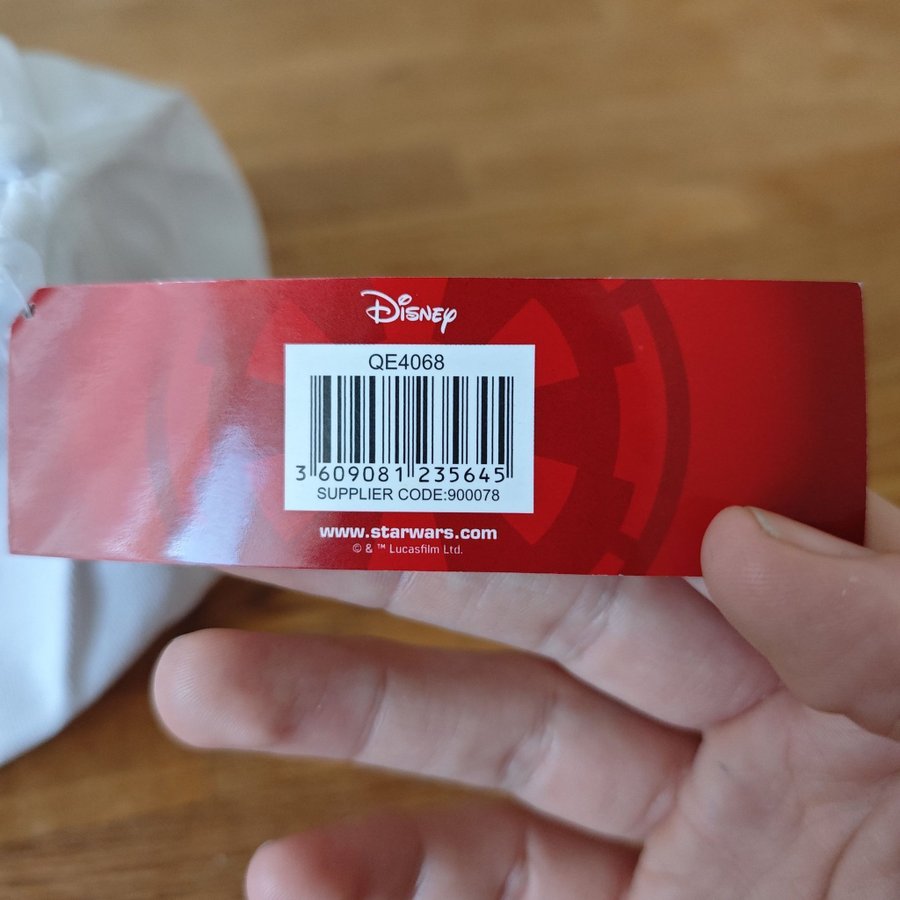 Disney
QE4068
3 609081 235645
SUPPLIER CODE:900078
www.starwars.com
© & ™ Lucasfilm Ltd.